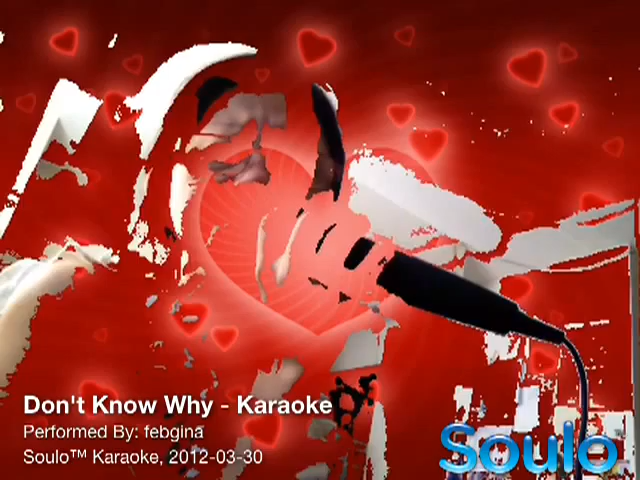 Don't Know Why - Karaoke
Performed By: febgina
Soulo™ Karaoke, 2012-03-30
Soulo